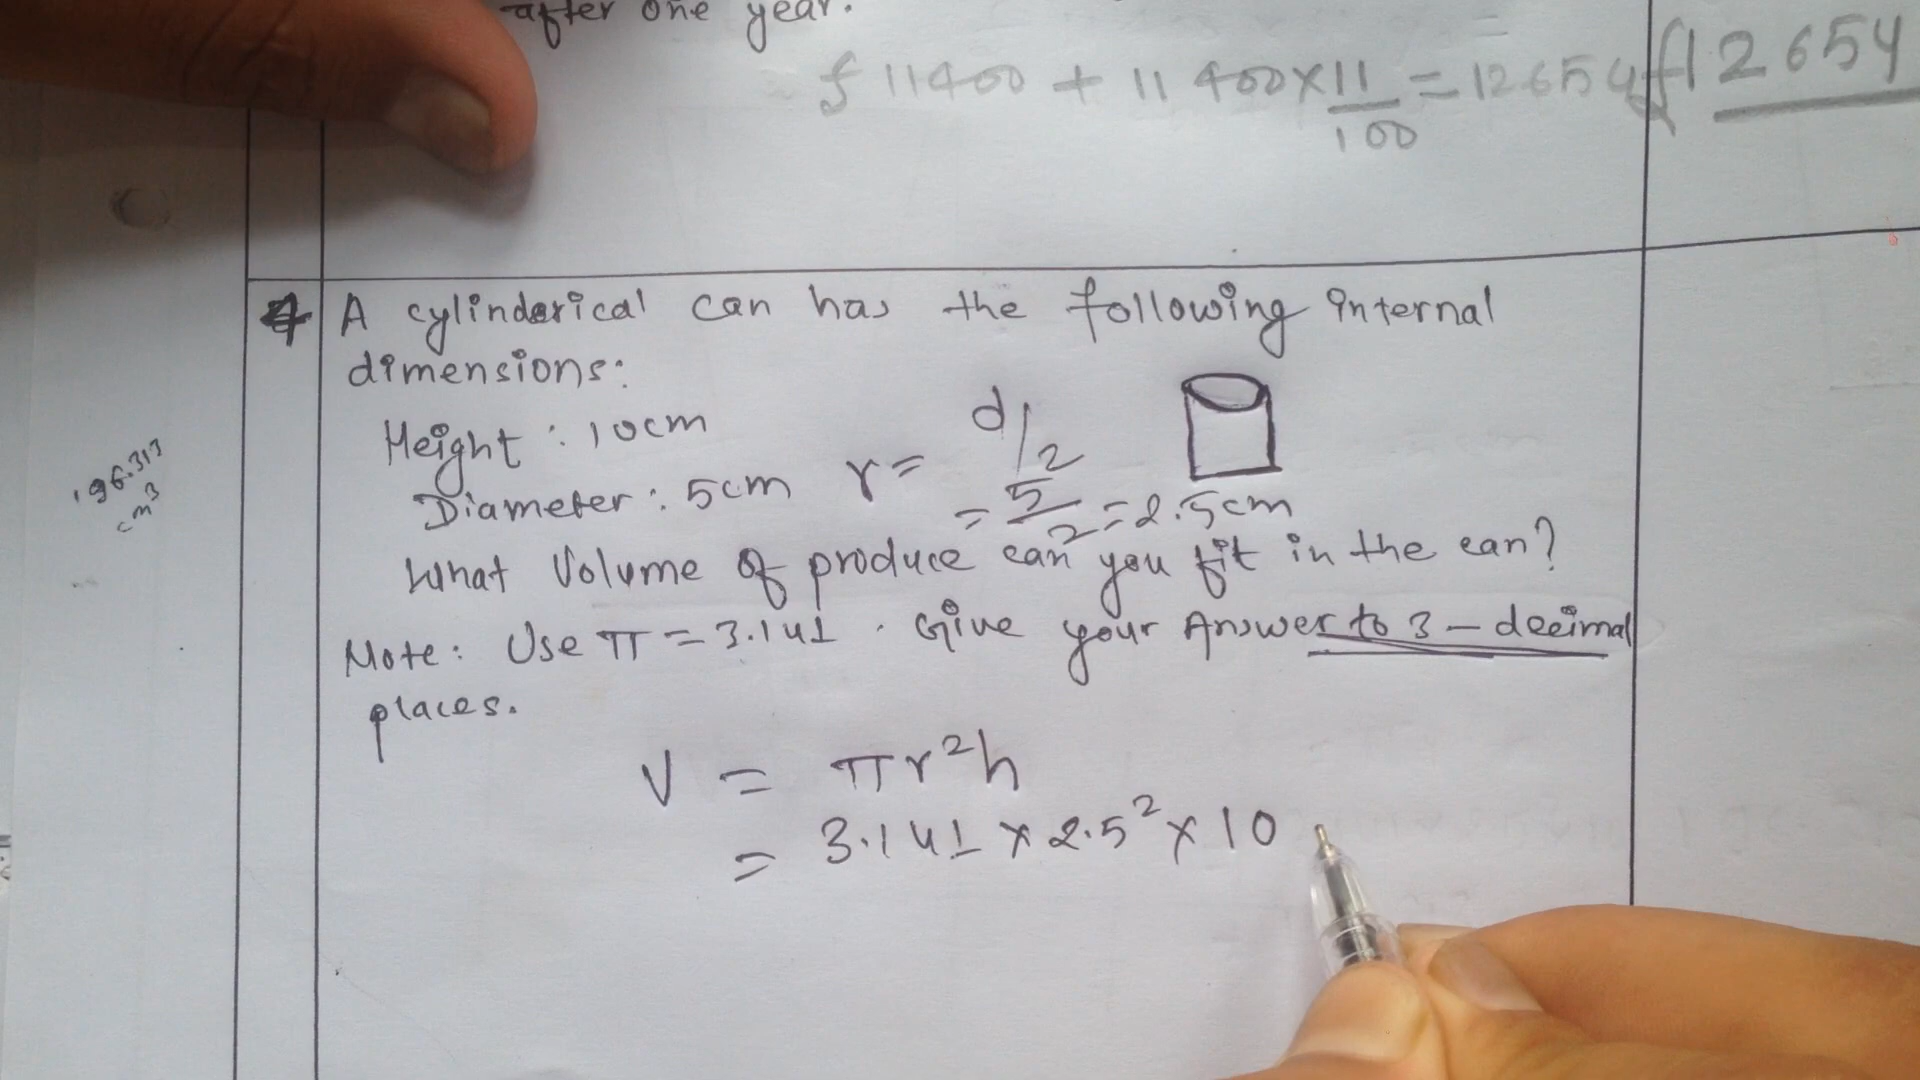 after one year.
£ 11400 + 11 400 × 11/100 = 12654 £12654
4 A cylinderical can has the following internal
dimensions:
Height : 10cm
Diameter : 5cm r = d/2
= 5/2 = 2.5cm
What Volume of produce can you fit in the can?
Note: Use π = 3.141 . Give your Answer to 3 - decimal
places.
V = πr²h
= 3.141 × 2.5² × 10
196.313
cm³